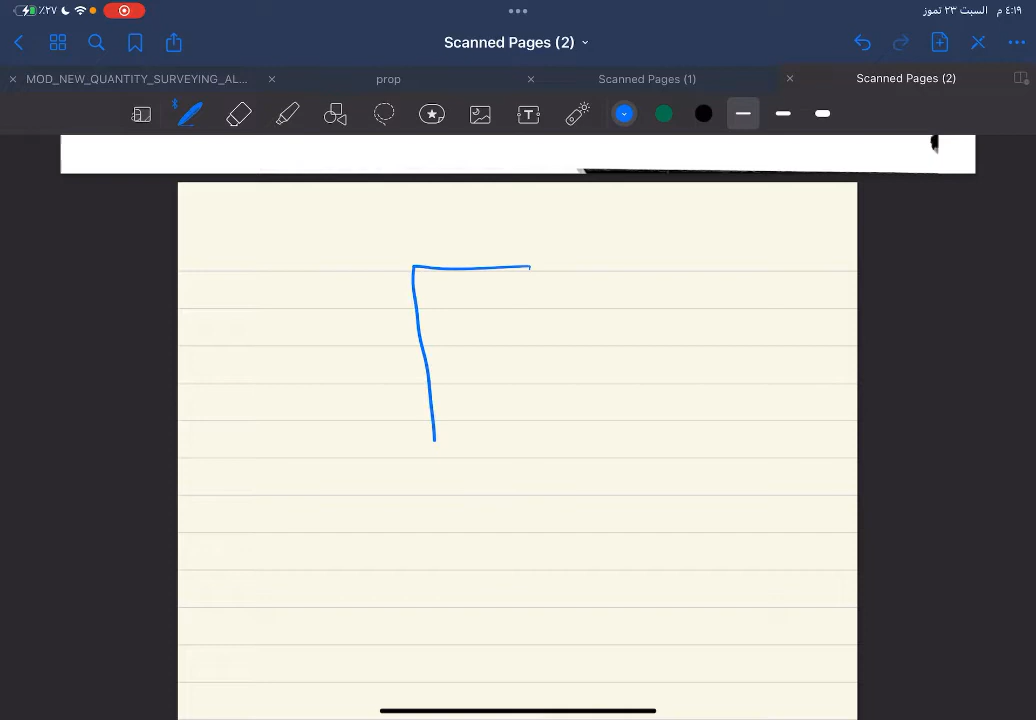 ٤:١٩ م السبت ٢٣ تموز
٪٢٧
Scanned Pages (2)
MOD_NEW_QUANTITY_SURVEYING_AL...
prop
Scanned Pages (1)
Scanned Pages (2)
T